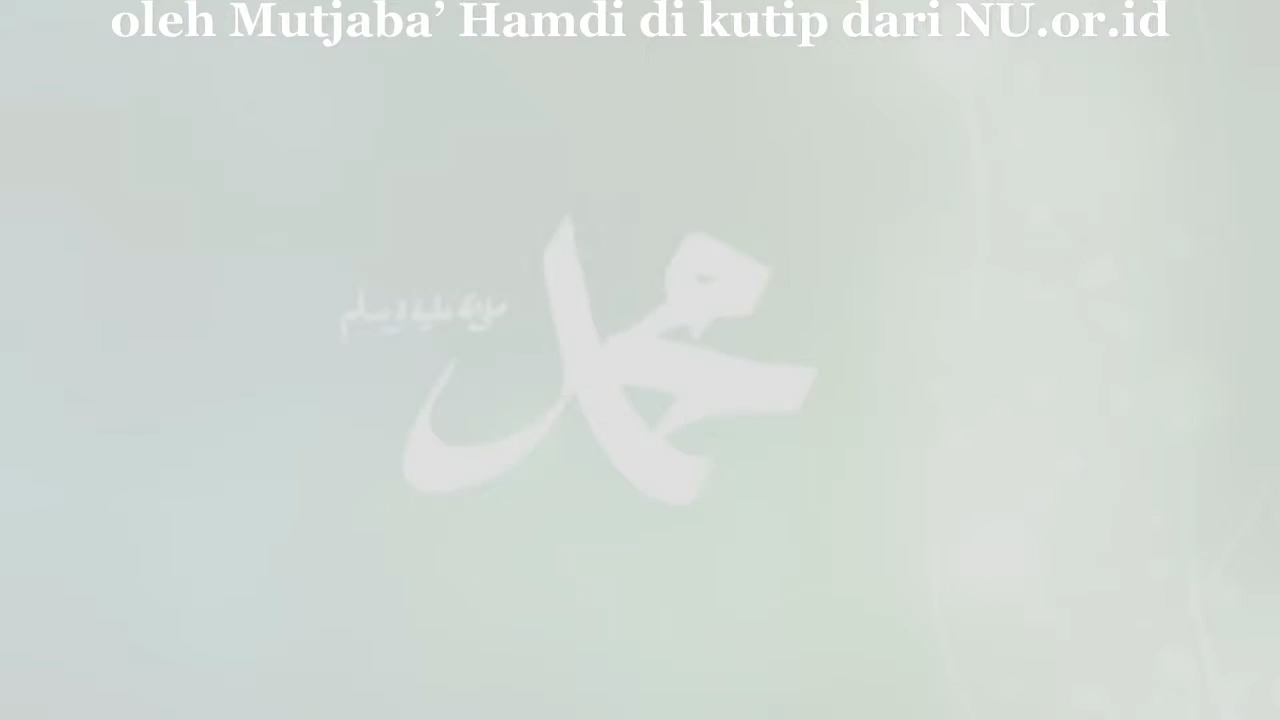 oleh Mutjaba’ Hamdi di kutip dari NU.or.id
محمد
صلى الله عليه وسلم